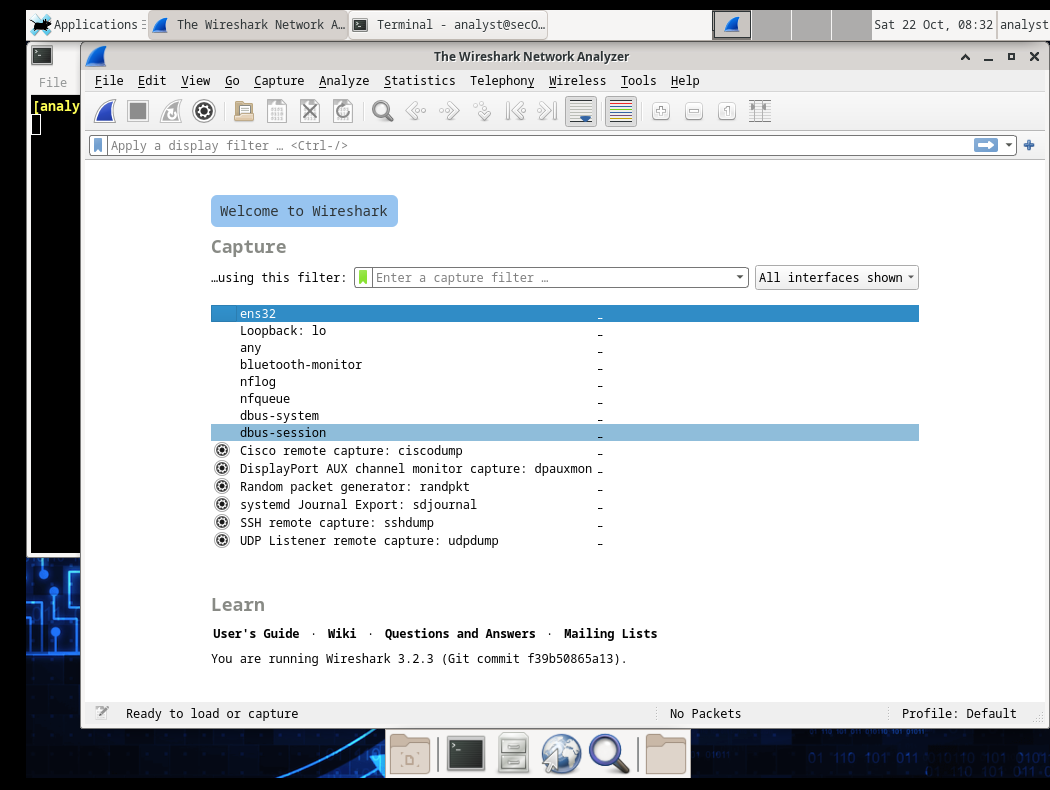 Applications The Wireshark Network A… Terminal - analyst@secO… Sat 22 Oct, 08:32 analyst
The Wireshark Network Analyzer
File
File Edit View Go Capture Analyze Statistics Telephony Wireless Tools Help
[analy
Apply a display filter … <Ctrl-/>
Welcome to Wireshark
Capture
…using this filter: Enter a capture filter … All interfaces shown
ens32
Loopback: lo
any
bluetooth-monitor
nflog
nfqueue
dbus-system
dbus-session
Cisco remote capture: ciscodump
DisplayPort AUX channel monitor capture: dpauxmon
Random packet generator: randpkt
systemd Journal Export: sdjournal
SSH remote capture: sshdump
UDP Listener remote capture: udpdump
Learn
User's Guide · Wiki · Questions and Answers · Mailing Lists
You are running Wireshark 3.2.3 (Git commit f39b50865a13).
Ready to load or capture No Packets Profile: Default